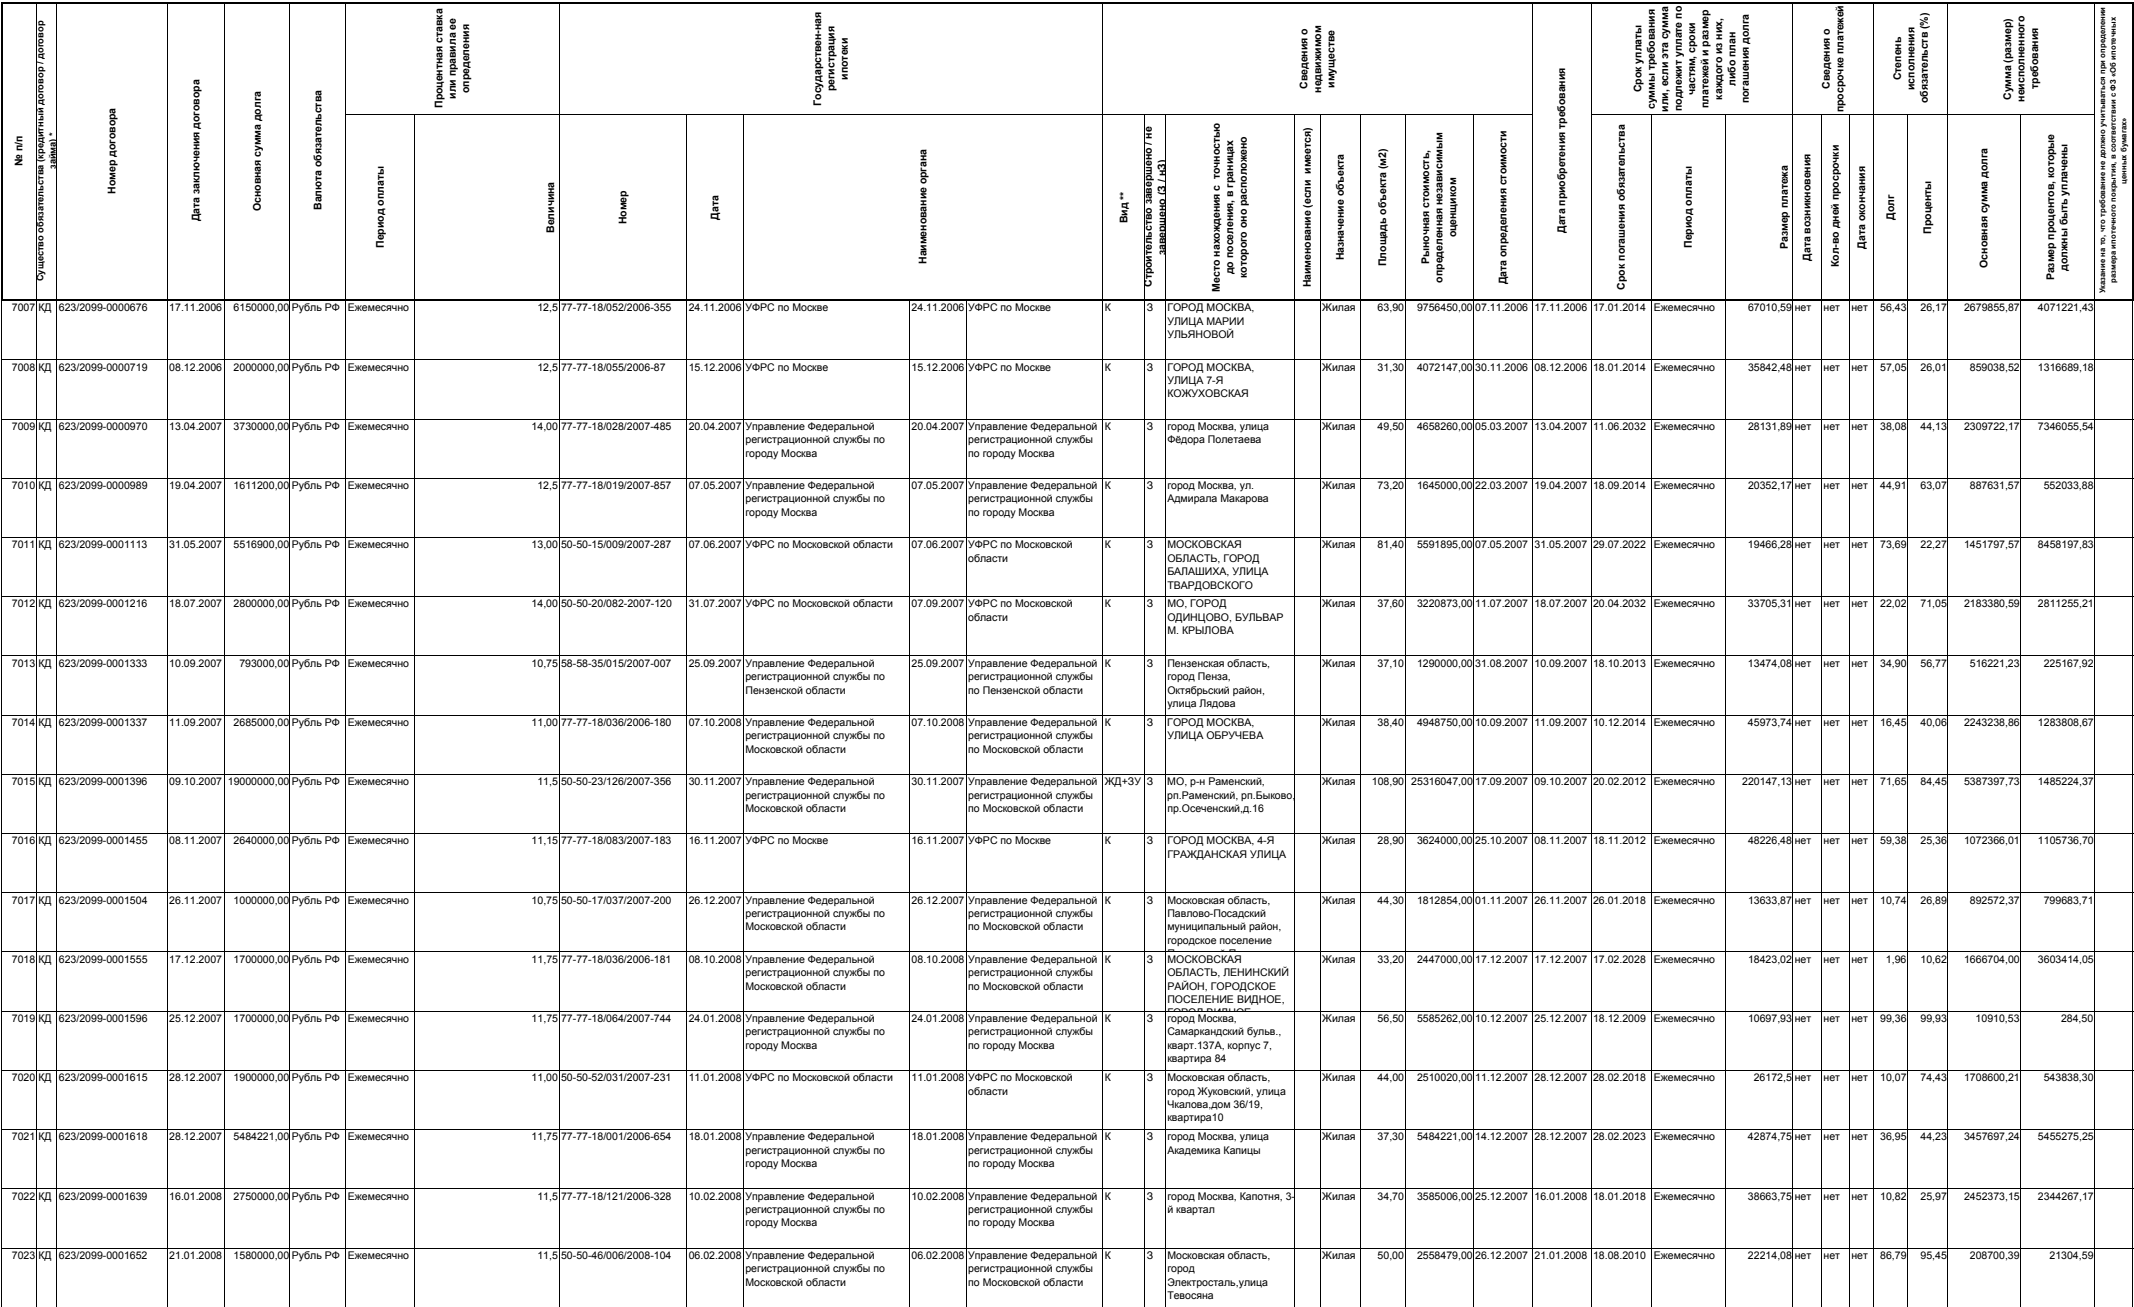 № п/п
Существо обязательства (кредитный договор / договор займа) *
Номер договора
Дата заключения договора
Основная сумма долга
Валюта обязательства
Процентная ставка или правила ее определения
Период оплаты
Величина
Государствен-ная регистрация ипотеки
Номер
Дата
Наименование органа
Сведения о недвижимом имуществе
Вид **
Строительство завершено / не завершено (З / нЗ)
Место нахождения с точностью до поселения, в границах которого оно расположено
Наименование (если имеется)
Назначение объекта
Площадь объекта (м2)
Рыночная стоимость, определенная независимым оценщиком
Дата определения стоимости
Дата приобретения требования
Срок уплаты суммы требования или, если эта сумма подлежит уплате по частям, сроки платежей и размер каждого из них, либо план погашения долга
Срок погашения обязательства
Период оплаты
Размер платежа
Сведения о просрочке платежей
Дата возникновения
Кол-во дней просрочки
Дата окончания
Степень исполнения обязательств (%)
Долг
Проценты
Сумма (размер) неисполненного требования
Основная сумма долга
Размер процентов, которые должны быть уплачены
Указание на то, что требование не должно учитываться при определении размера ипотечного покрытия, в соответствии с ФЗ «Об ипотечных ценных бумагах»
7007 КД 623/2099-0000676 17.11.2006 6150000,00 Рубль РФ Ежемесячно 12,5 77-77-18/052/2006-355 24.11.2006 УФРС по Москве 24.11.2006 УФРС по Москве К З ГОРОД МОСКВА, УЛИЦА МАРИИ УЛЬЯНОВОЙ Жилая 63,90 9756450,00 07.11.2006 17.11.2006 17.01.2014 Ежемесячно 67010,59 нет нет нет 56,43 26,17 2679855,87 4071221,43
7008 КД 623/2099-0000719 08.12.2006 2000000,00 Рубль РФ Ежемесячно 12,5 77-77-18/055/2006-87 15.12.2006 УФРС по Москве 15.12.2006 УФРС по Москве К З ГОРОД МОСКВА, УЛИЦА 7-Я КОЖУХОВСКАЯ Жилая 31,30 4072147,00 30.11.2006 08.12.2006 18.01.2014 Ежемесячно 35842,48 нет нет нет 57,05 26,01 859038,52 1316689,18
7009 КД 623/2099-0000970 13.04.2007 3730000,00 Рубль РФ Ежемесячно 14,00 77-77-18/028/2007-485 20.04.2007 Управление Федеральной регистрационной службы по городу Москва 20.04.2007 Управление Федеральной регистрационной службы по городу Москва К З город Москва, улица Фёдора Полетаева Жилая 49,50 4658260,00 05.03.2007 13.04.2007 11.06.2032 Ежемесячно 28131,89 нет нет нет 38,08 44,13 2309722,17 7346055,54
7010 КД 623/2099-0000989 19.04.2007 1611200,00 Рубль РФ Ежемесячно 12,5 77-77-18/019/2007-857 07.05.2007 Управление Федеральной регистрационной службы по городу Москва 07.05.2007 Управление Федеральной регистрационной службы по городу Москва К З город Москва, ул. Адмирала Макарова Жилая 73,20 1645000,00 22.03.2007 19.04.2007 18.09.2014 Ежемесячно 20352,17 нет нет нет 44,91 63,07 887631,57 552033,88
7011 КД 623/2099-0001113 31.05.2007 5516900,00 Рубль РФ Ежемесячно 13,00 50-50-15/009/2007-287 07.06.2007 УФРС по Московской области 07.06.2007 УФРС по Московской области К З МОСКОВСКАЯ ОБЛАСТЬ, ГОРОД БАЛАШИХА, УЛИЦА ТВАРДОВСКОГО Жилая 81,40 5591895,00 07.05.2007 31.05.2007 29.07.2022 Ежемесячно 19466,28 нет нет нет 73,69 22,27 1451797,57 8458197,83
7012 КД 623/2099-0001216 18.07.2007 2800000,00 Рубль РФ Ежемесячно 14,00 50-50-20/082-2007-120 31.07.2007 УФРС по Московской области 07.09.2007 УФРС по Московской области К З МО, ГОРОД ОДИНЦОВО, БУЛЬВАР М. КРЫЛОВА Жилая 37,60 3220873,00 11.07.2007 18.07.2007 20.04.2032 Ежемесячно 33705,31 нет нет нет 22,02 71,05 2183380,59 2811255,21
7013 КД 623/2099-0001333 10.09.2007 793000,00 Рубль РФ Ежемесячно 10,75 58-58-35/015/2007-007 25.09.2007 Управление Федеральной регистрационной службы по Пензенской области 25.09.2007 Управление Федеральной регистрационной службы по Пензенской области К З Пензенская область, город Пенза, Октябрьский район, улица Лядова Жилая 37,10 1290000,00 31.08.2007 10.09.2007 18.10.2013 Ежемесячно 13474,08 нет нет нет 34,90 56,77 516221,23 225167,92
7014 КД 623/2099-0001337 11.09.2007 2685000,00 Рубль РФ Ежемесячно 11,00 77-77-18/036/2006-180 07.10.2008 Управление Федеральной регистрационной службы по Московской области 07.10.2008 Управление Федеральной регистрационной службы по Московской области К З ГОРОД МОСКВА, УЛИЦА ОБРУЧЕВА Жилая 38,40 4948750,00 10.09.2007 11.09.2007 10.12.2014 Ежемесячно 45973,74 нет нет нет 16,45 40,06 2243238,86 1283808,67
7015 КД 623/2099-0001396 09.10.2007 19000000,00 Рубль РФ Ежемесячно 11,5 50-50-23/126/2007-356 30.11.2007 Управление Федеральной регистрационной службы по Московской области 30.11.2007 Управление Федеральной регистрационной службы по Московской области ЖД+ЗУ З МО, р-н Раменский, рп.Раменский, рп.Быково, пр.Осеченский,д.16 Жилая 108,90 25316047,00 17.09.2007 09.10.2007 20.02.2012 Ежемесячно 220147,13 нет нет нет 71,65 84,45 5387397,73 1485224,37
7016 КД 623/2099-0001455 08.11.2007 2640000,00 Рубль РФ Ежемесячно 11,15 77-77-18/083/2007-183 16.11.2007 УФРС по Москве 16.11.2007 УФРС по Москве К З ГОРОД МОСКВА, 4-Я ГРАЖДАНСКАЯ УЛИЦА Жилая 28,90 3624000,00 25.10.2007 08.11.2007 18.11.2012 Ежемесячно 48226,48 нет нет нет 59,38 25,36 1072366,01 1105736,70
7017 КД 623/2099-0001504 26.11.2007 1000000,00 Рубль РФ Ежемесячно 10,75 50-50-17/037/2007-200 26.12.2007 Управление Федеральной регистрационной службы по Московской области 26.12.2007 Управление Федеральной регистрационной службы по Московской области К З Московская область, Павлово-Посадский муниципальный район, городское поселение Жилая 44,30 1812854,00 01.11.2007 26.11.2007 26.01.2018 Ежемесячно 13633,87 нет нет нет 10,74 26,89 892572,37 799683,71
7018 КД 623/2099-0001555 17.12.2007 1700000,00 Рубль РФ Ежемесячно 11,75 77-77-18/036/2006-181 08.10.2008 Управление Федеральной регистрационной службы по Московской области 08.10.2008 Управление Федеральной регистрационной службы по Московской области К З МОСКОВСКАЯ ОБЛАСТЬ, ЛЕНИНСКИЙ РАЙОН, ГОРОДСКОЕ ПОСЕЛЕНИЕ ВИДНОЕ, Жилая 33,20 2447000,00 17.12.2007 17.12.2007 17.02.2028 Ежемесячно 18423,02 нет нет нет 1,96 10,62 1666704,00 3603414,05
7019 КД 623/2099-0001596 25.12.2007 1700000,00 Рубль РФ Ежемесячно 11,75 77-77-18/064/2007-744 24.01.2008 Управление Федеральной регистрационной службы по городу Москва 24.01.2008 Управление Федеральной регистрационной службы по городу Москва К З город Москва, Самаркандский бульв., кварт.137А, корпус 7, квартира 84 Жилая 56,50 5585262,00 10.12.2007 25.12.2007 18.12.2009 Ежемесячно 10697,93 нет нет нет 99,36 99,93 10910,53 284,50
7020 КД 623/2099-0001615 28.12.2007 1900000,00 Рубль РФ Ежемесячно 11,00 50-50-52/031/2007-231 11.01.2008 УФРС по Московской области 11.01.2008 УФРС по Московской области К З Московская область, город Жуковский, улица Чкалова,дом 36/19, квартира10 Жилая 44,00 2510020,00 11.12.2007 28.12.2007 28.02.2018 Ежемесячно 26172,5 нет нет нет 10,07 74,43 1708600,21 543838,30
7021 КД 623/2099-0001618 28.12.2007 5484221,00 Рубль РФ Ежемесячно 11,75 77-77-18/001/2006-654 18.01.2008 Управление Федеральной регистрационной службы по городу Москва 18.01.2008 Управление Федеральной регистрационной службы по городу Москва К З город Москва, улица Академика Капицы Жилая 37,30 5484221,00 14.12.2007 28.12.2007 28.02.2023 Ежемесячно 42874,75 нет нет нет 36,95 44,23 3457697,24 5455275,25
7022 КД 623/2099-0001639 16.01.2008 2750000,00 Рубль РФ Ежемесячно 11,5 77-77-18/121/2006-328 10.02.2008 Управление Федеральной регистрационной службы по городу Москва 10.02.2008 Управление Федеральной регистрационной службы по городу Москва К З город Москва, Капотня, 3-й квартал Жилая 34,70 3585006,00 25.12.2007 16.01.2008 18.01.2018 Ежемесячно 38663,75 нет нет нет 10,82 25,97 2452373,15 2344267,17
7023 КД 623/2099-0001652 21.01.2008 1580000,00 Рубль РФ Ежемесячно 11,5 50-50-46/006/2008-104 06.02.2008 Управление Федеральной регистрационной службы по Московской области 06.02.2008 Управление Федеральной регистрационной службы по Московской области К З Московская область, город Электросталь,улица Тевосяна Жилая 50,00 2558479,00 26.12.2007 21.01.2008 18.08.2010 Ежемесячно 22214,08 нет нет нет 86,79 95,45 208700,39 21304,59